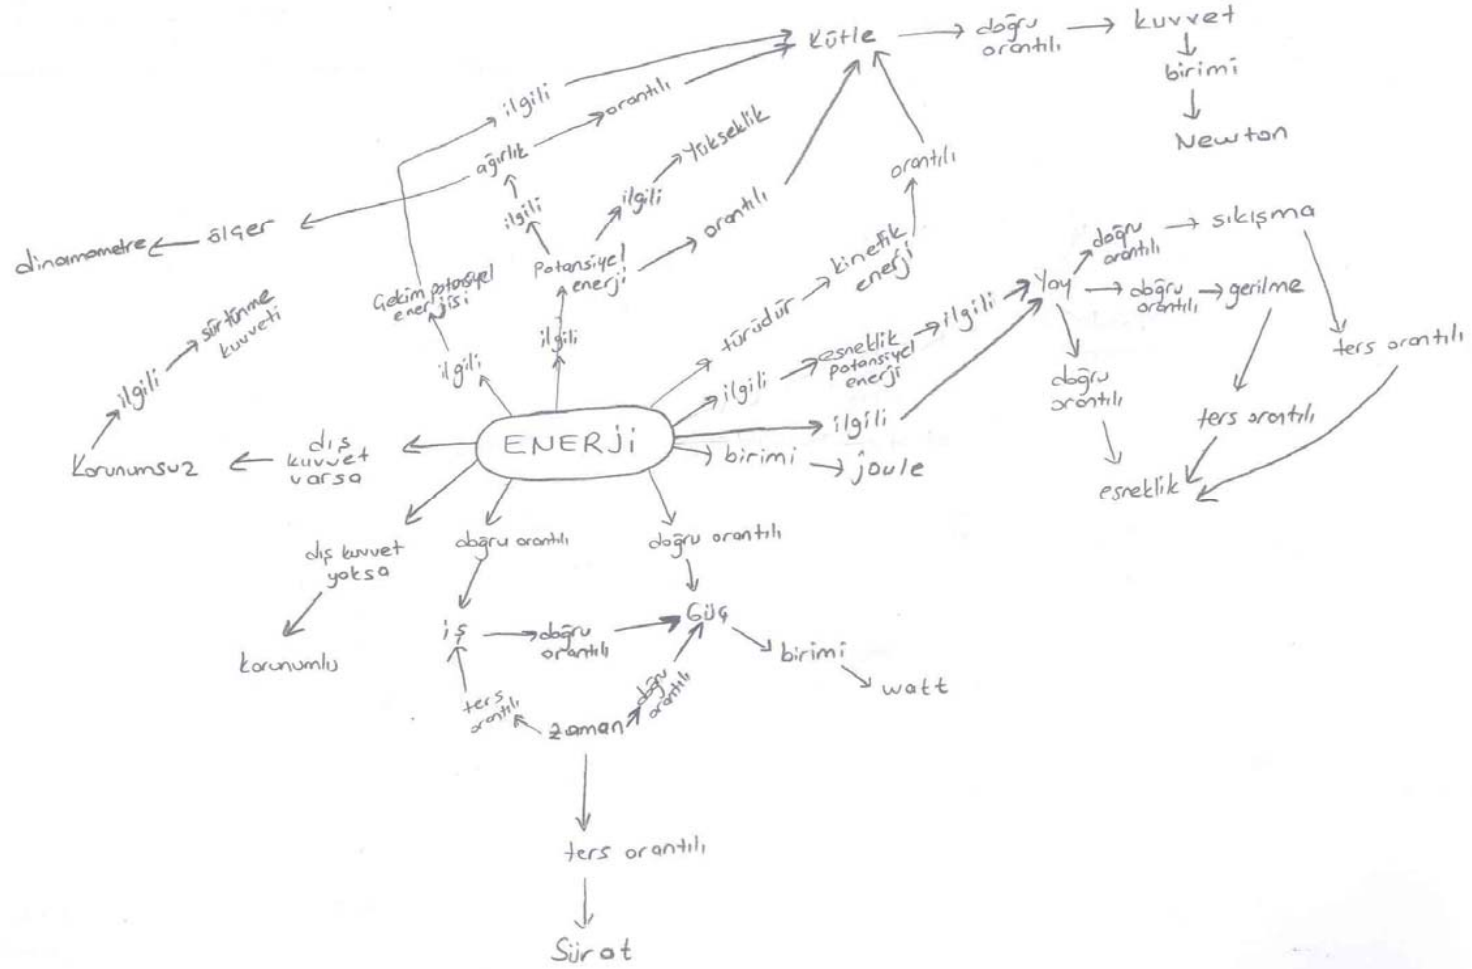 kütle
doğru
orantılı
kuvvet
birimi
Newton
ilgili
orantılı
ağırlık
Yükseklik
ilgili
ilgili
orantılı
orantılı
ölçer
dinamometre
Potansiyel
enerji
Çekim potansiyel
enerjisi
kinetik
enerji
türüdür
sürtünme
kuvveti
ilgili
ilgili
ilgili
ilgili
esneklik
potansiyel
enerji
ilgili
Yay
doğru
orantılı
sıkışma
doğru
orantılı
gerilme
ters orantılı
doğru
orantılı
ters orantılı
esneklik
ENERJİ
ilgili
birimi
joule
dış
kuvvet
varsa
Korunumsuz
dış kuvvet
yoksa
korunumlu
doğru orantılı
doğru orantılı
iş
doğru
orantılı
Güç
birimi
watt
ters
orantılı
zaman
doğru
orantılı
ters orantılı
Sürat